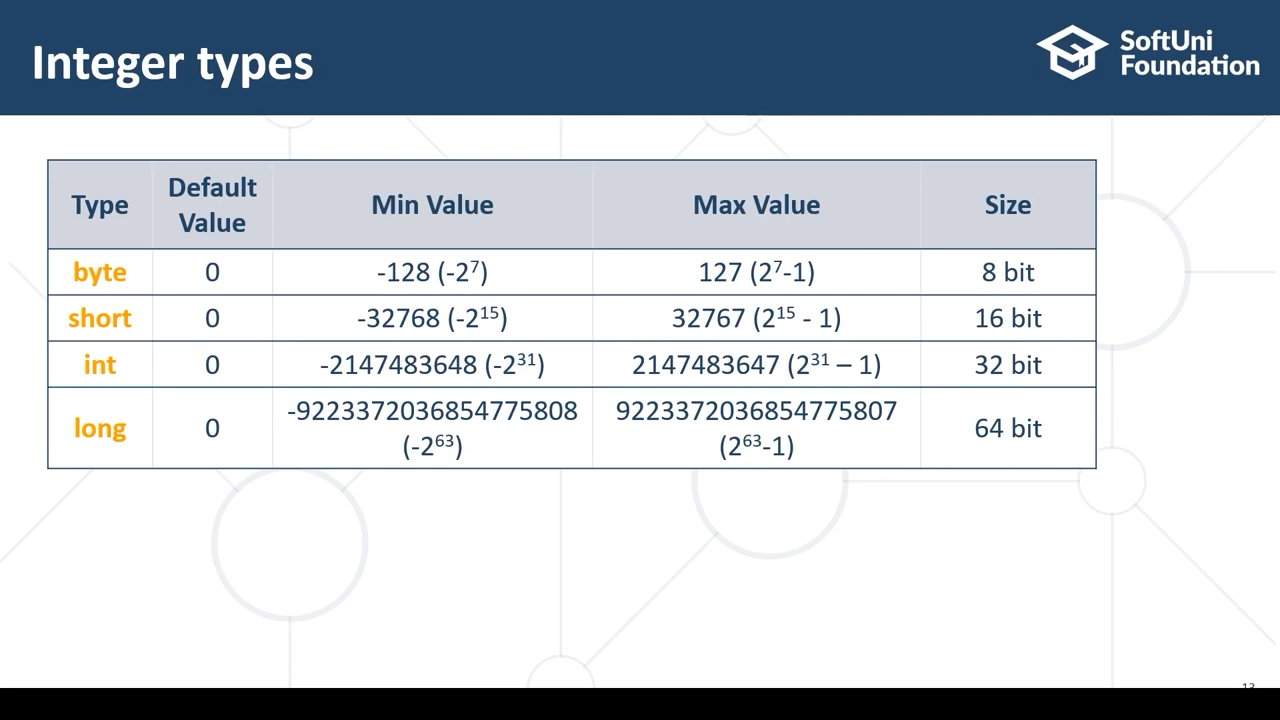 Integer types
SoftUni
Foundation
Type
Default
Value
Min Value
Max Value
Size
byte
0
-128 (-2⁷)
127 (2⁷-1)
8 bit
short
0
-32768 (-2¹⁵)
32767 (2¹⁵ - 1)
16 bit
int
0
-2147483648 (-2³¹)
2147483647 (2³¹ – 1)
32 bit
long
0
-9223372036854775808
(-2⁶³)
9223372036854775807
(2⁶³-1)
64 bit
13